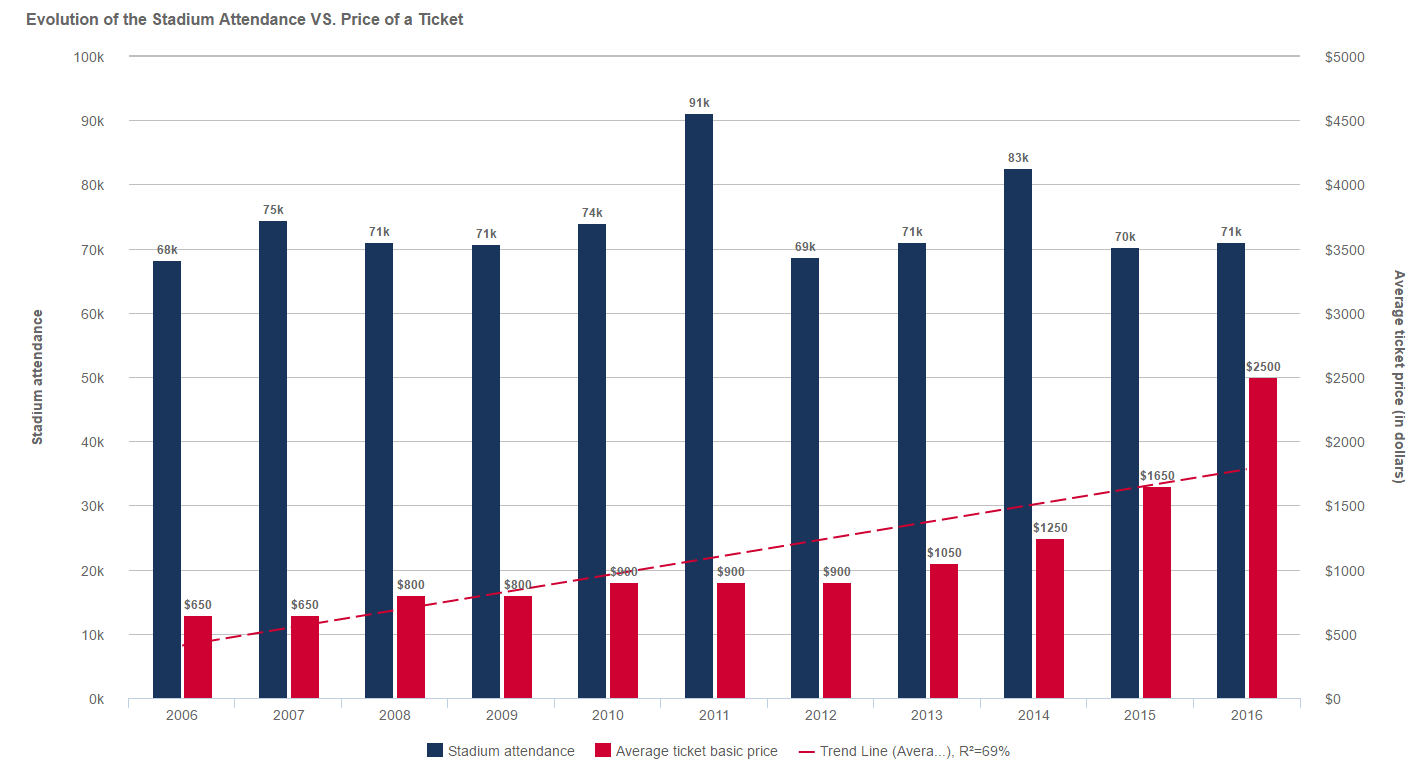 Evolution of the Stadium Attendance VS. Price of a Ticket
100k
90k
80k
70k
60k
50k
40k
30k
20k
10k
0k
Stadium attendance
$5000
$4500
$4000
$3500
$3000
$2500
$2000
$1500
$1000
$500
$0
Average ticket price (in dollars)
68k
75k
71k
71k
74k
91k
69k
71k
83k
70k
71k
$650
$650
$800
$800
$900
$900
$900
$1050
$1250
$1650
$2500
2006 2007 2008 2009 2010 2011 2012 2013 2014 2015 2016
Stadium attendance Average ticket basic price Trend Line (Avera...), R²=69%